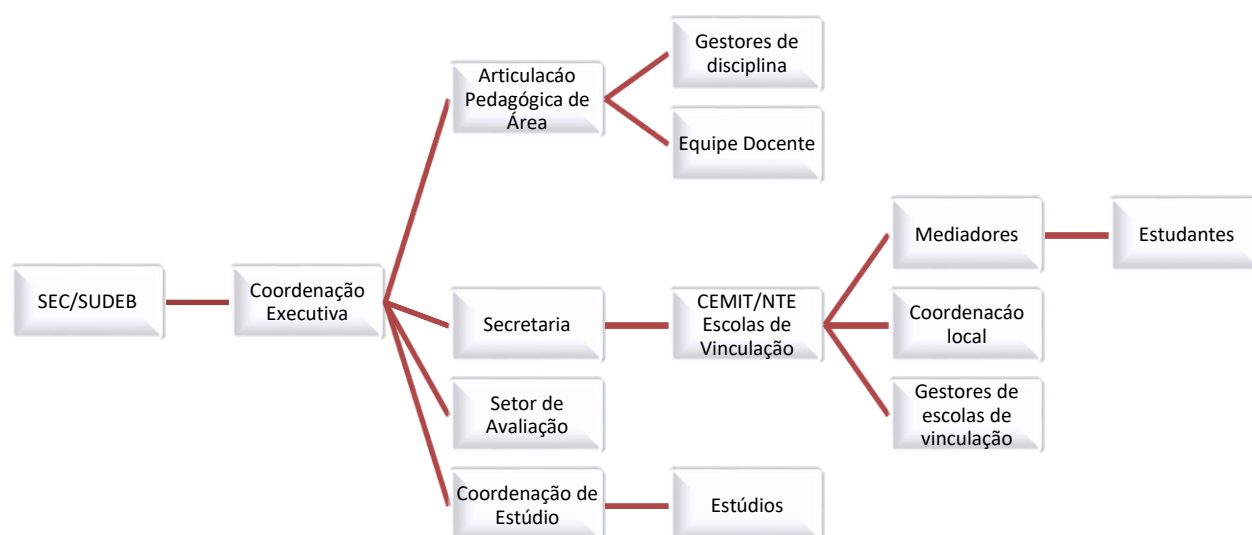 Gestores de
disciplina
Articulacáo
Pedagógica de
Área
Equipe Docente
Mediadores
Estudantes
SEC/SUDEB
Coordenação
Executiva
Secretaria
CEMIT/NTE
Escolas de
Vinculação
Coordenacáo
local
Setor de
Avaliação
Gestores de
escolas de
vinculação
Coordenação de
Estúdio
Estúdios